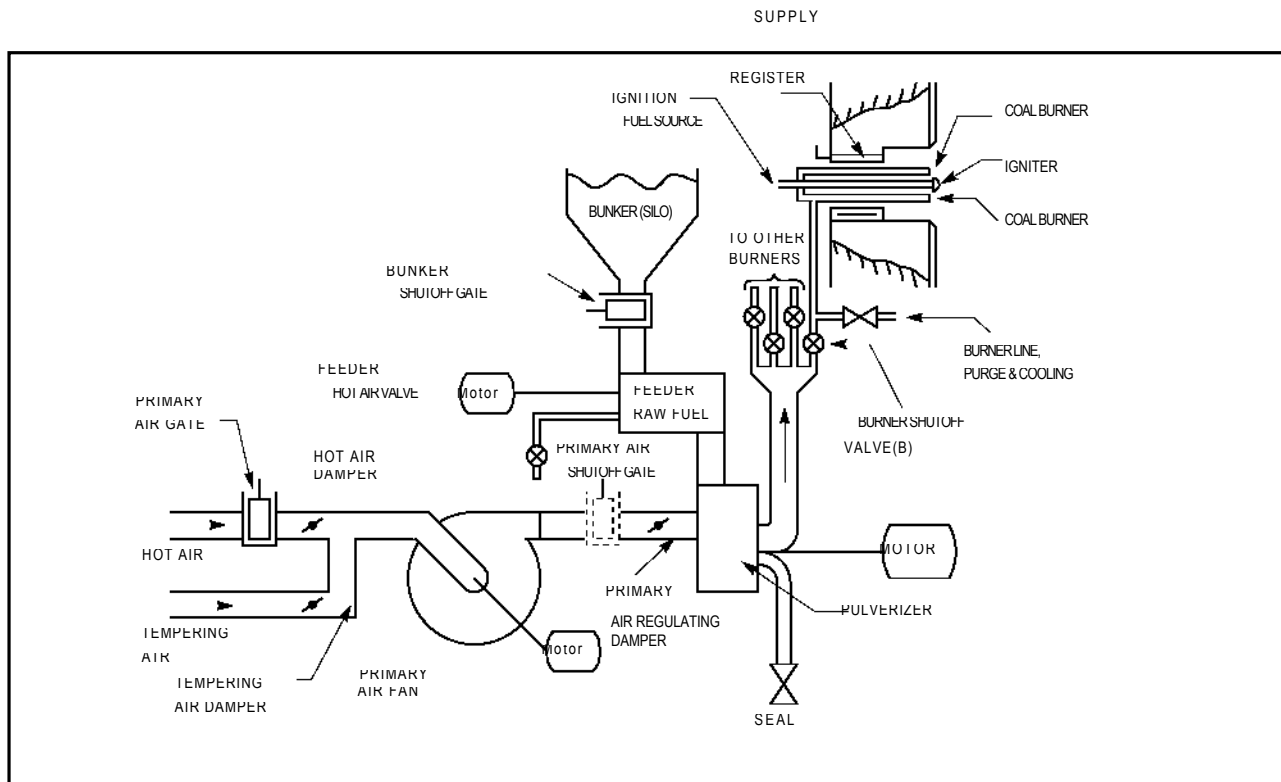 SUPPLY
REGISTER
IGNITION
FUEL SOURCE
COAL BURNER
IGNITER
COAL BURNER
BUNKER (SILO)
TO OTHER
BURNERS
BUNKER
SHUTOFF GATE
BURNER LINE,
PURGE & COOLING
FEEDER
HOT AIR VALVE
Motor
FEEDER
RAW FUEL
BURNER SHUTOFF
VALVE (B)
PRIMARY
AIR GATE
HOT AIR
DAMPER
PRIMARY AIR
SHUTOFF GATE
HOT AIR
MOTOR
PRIMARY
AIR REGULATING
DAMPER
PULVERIZER
TEMPERING
AIR
Motor
TEMPERING
AIR DAMPER
PRIMARY
AIR FAN
SEAL